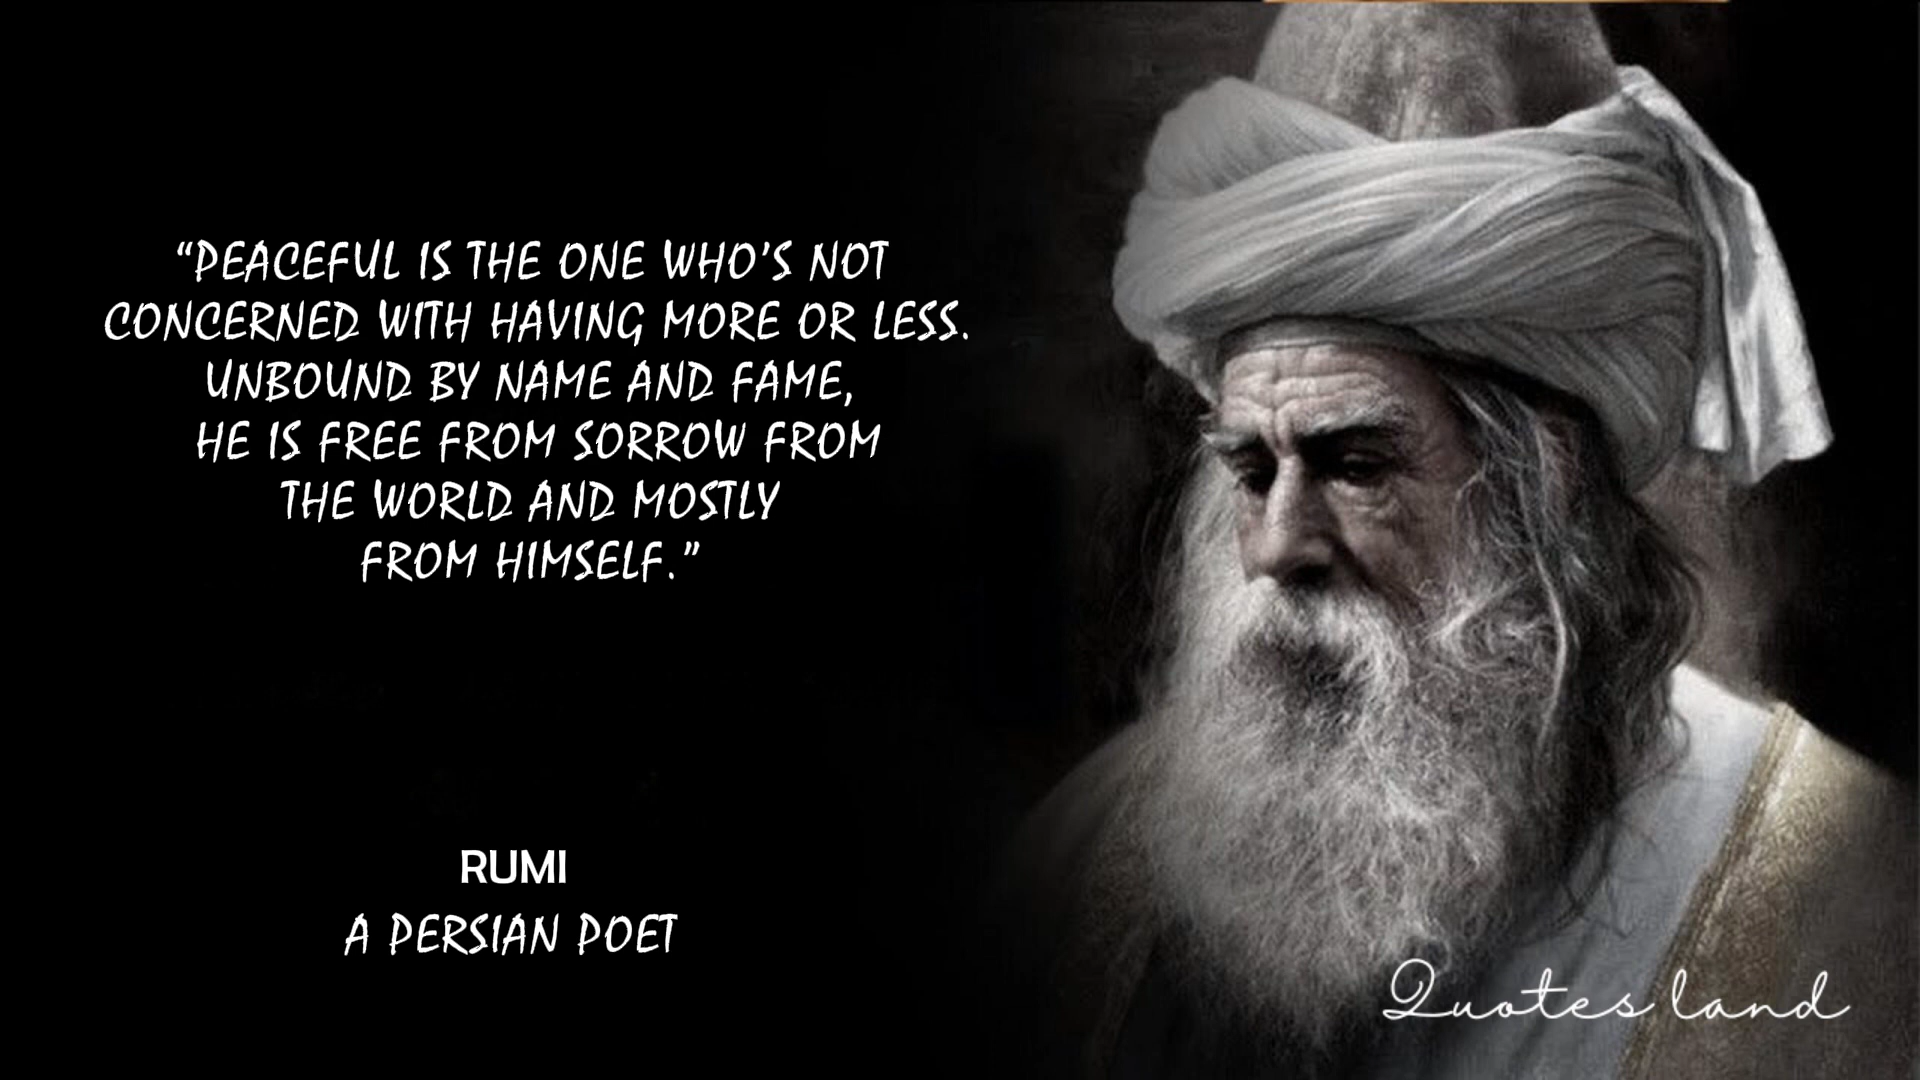 “PEACEFUL IS THE ONE WHO’S NOT
CONCERNED WITH HAVING MORE OR LESS.
UNBOUND BY NAME AND FAME,
HE IS FREE FROM SORROW FROM
THE WORLD AND MOSTLY
FROM HIMSELF.”
RUMI
A PERSIAN POET
Quotes land